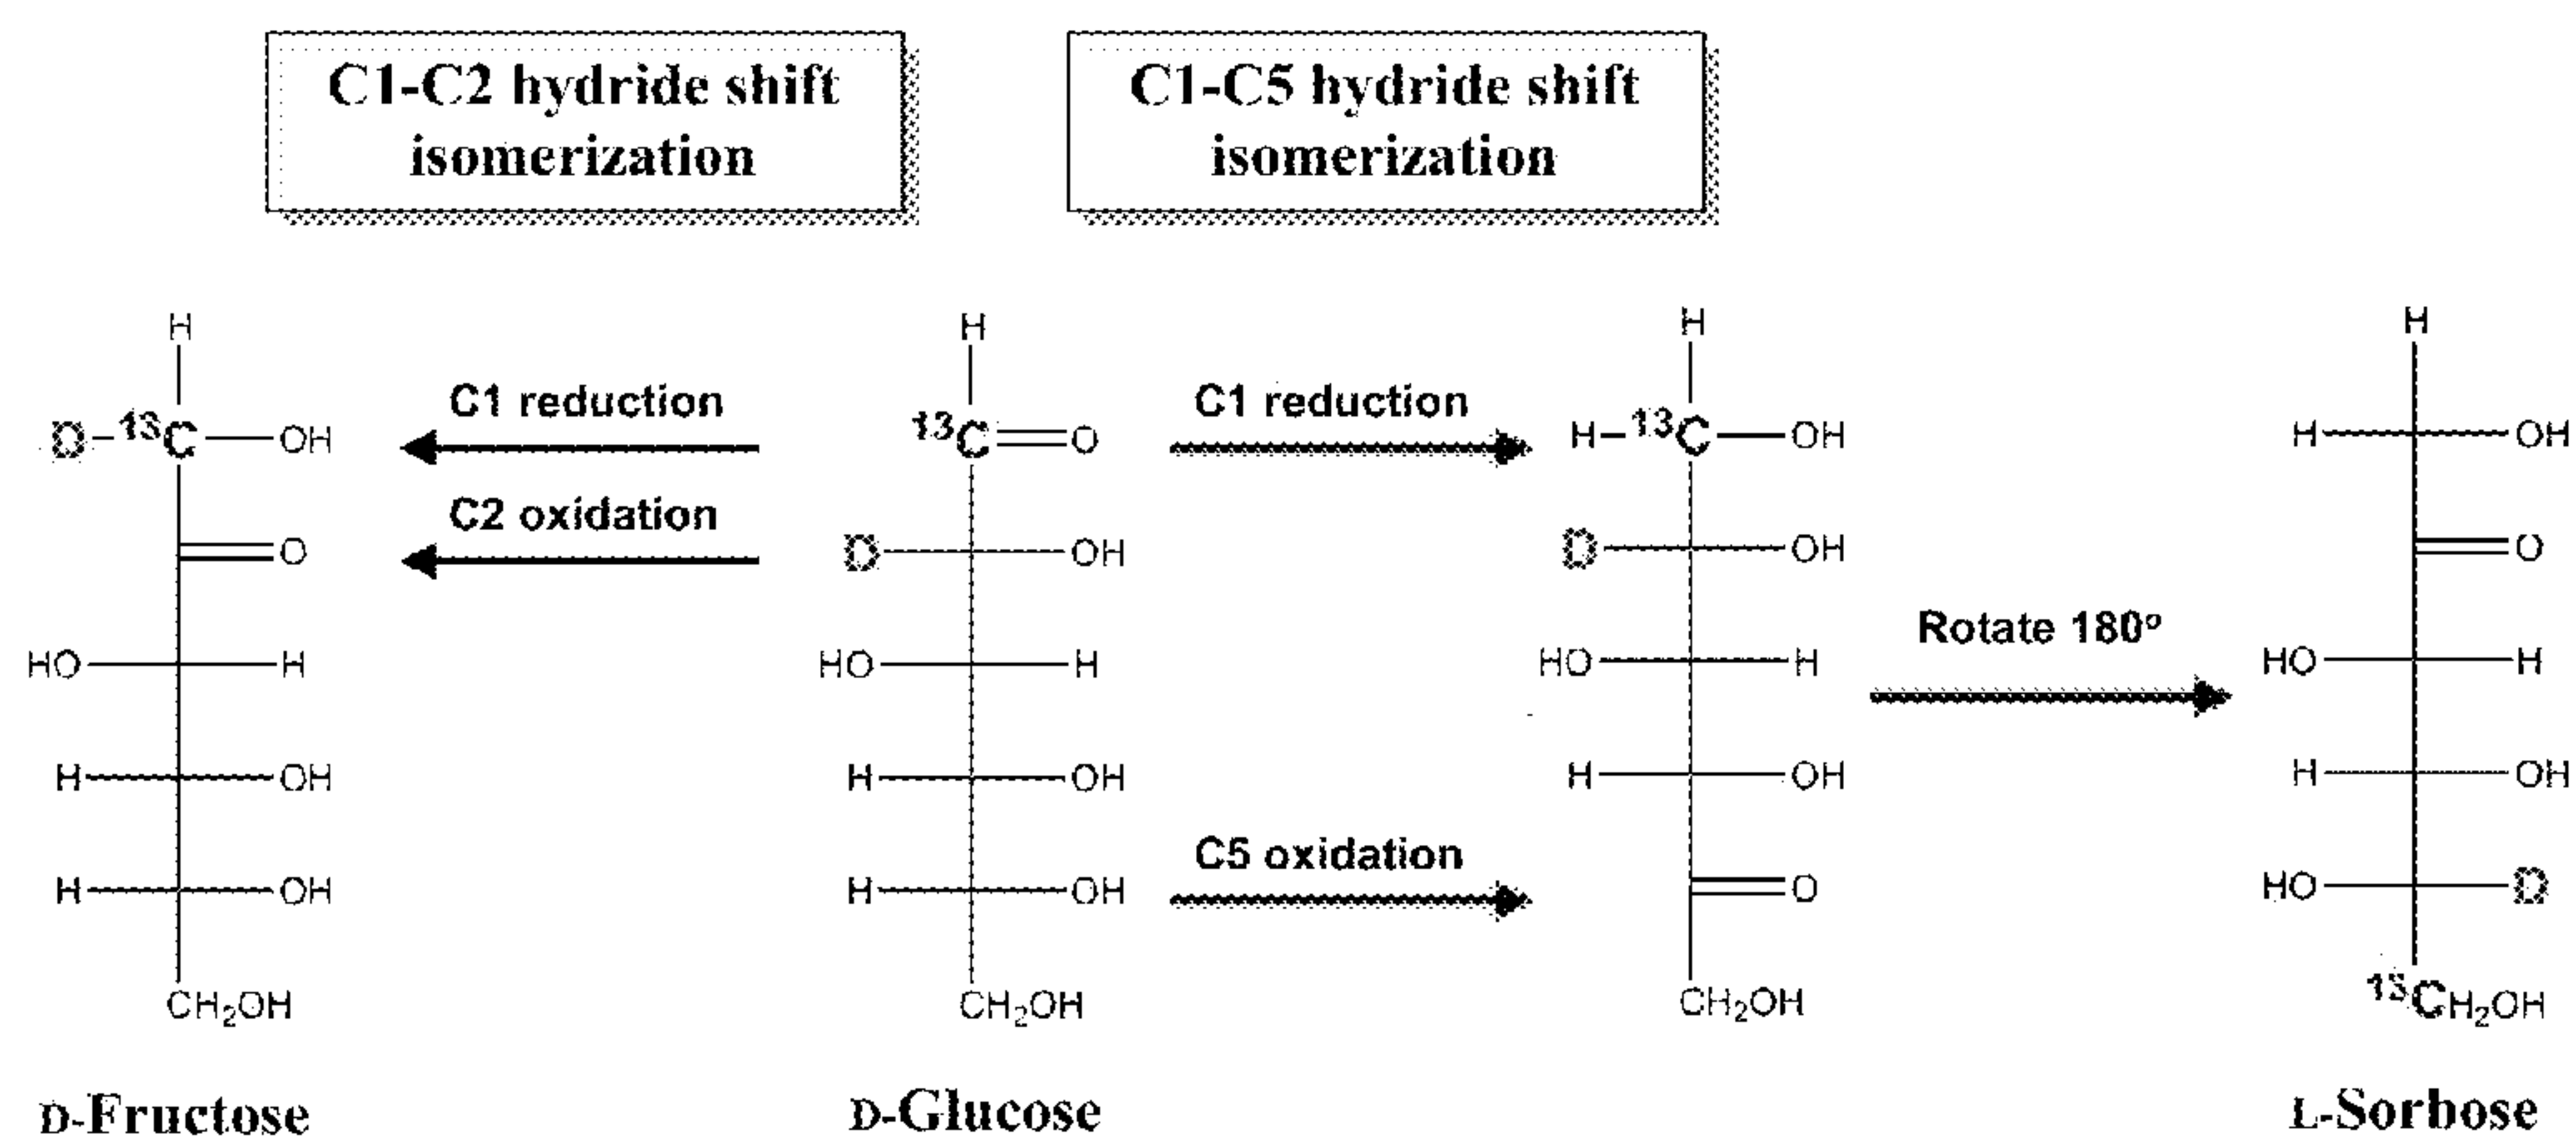 C1-C2 hydride shift
isomerization
C1-C5 hydride shift
isomerization
H
H
H
H
D-13C-OH
C1 reduction
13C=O
C1 reduction
H-13C-OH
H OH
C2 oxidation
O
D OH
D OH
O
HO H
HO H
HO H
Rotate 180°
HO H
H OH
H OH
H OH
H OH
H OH
H OH
C5 oxidation
O
HO D
CH2OH
CH2OH
CH2OH
13CH2OH
D-Fructose
D-Glucose
L-Sorbose